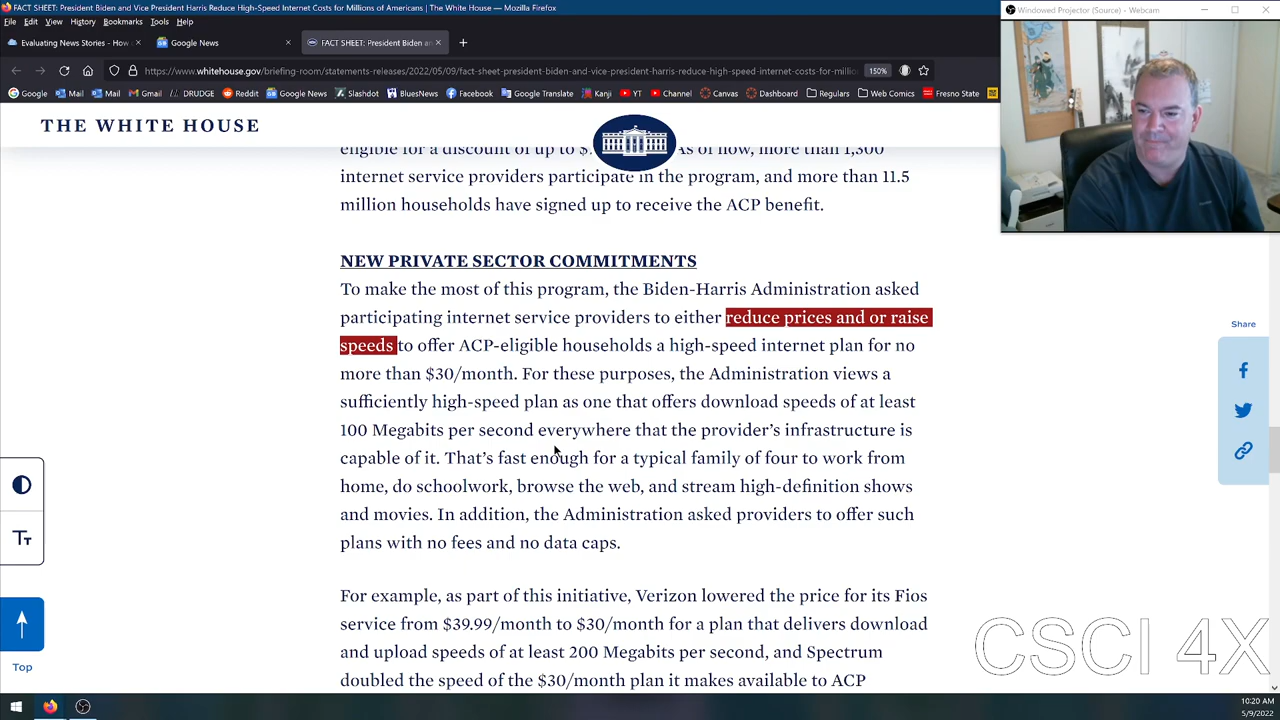 FACT SHEET: President Biden and Vice President Harris Reduce High-Speed Internet Costs for Millions of Americans | The White House — Mozilla Firefox
Windowed Projector (Source) - Webcam
File Edit View History Bookmarks Tools Help
Evaluating News Stories - How
Google News
FACT SHEET: President Biden an
https://www.whitehouse.gov/briefing-room/statements-releases/2022/05/09/fact-sheet-president-biden-and-vice-president-harris-reduce-high-speed-internet-costs-for-millio
150%
Google Mail Mail Gmail DRUDGE Reddit Google News Slashdot BluesNews Facebook Google Translate Kanji YT Channel Canvas Dashboard Regulars Web Comics Fresno State
THE WHITE HOUSE
eligible for a discount of up to $ As of now, more than 1,300
internet service providers participate in the program, and more than 11.5
million households have signed up to receive the ACP benefit.
NEW PRIVATE SECTOR COMMITMENTS
To make the most of this program, the Biden-Harris Administration asked
participating internet service providers to either reduce prices and or raise
speeds to offer ACP-eligible households a high-speed internet plan for no
more than $30/month. For these purposes, the Administration views a
sufficiently high-speed plan as one that offers download speeds of at least
100 Megabits per second everywhere that the provider's infrastructure is
capable of it. That's fast enough for a typical family of four to work from
home, do schoolwork, browse the web, and stream high-definition shows
and movies. In addition, the Administration asked providers to offer such
plans with no fees and no data caps.
For example, as part of this initiative, Verizon lowered the price for its Fios
service from $39.99/month to $30/month for a plan that delivers download
and upload speeds of at least 200 Megabits per second, and Spectrum
doubled the speed of the $30/month plan it makes available to ACP
Share
Tт
Top
CSCI 4X
10:20 AM
5/9/2022